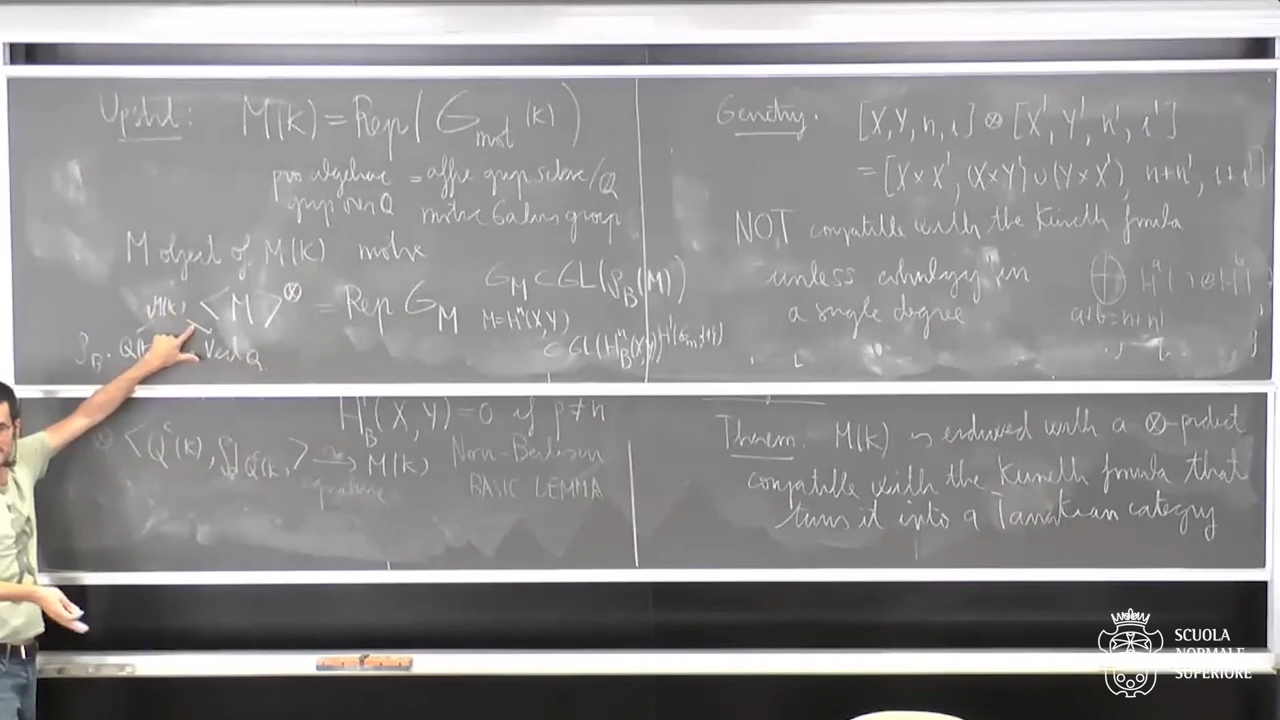 Upshot: M(k) = Rep(G_mot(k))
pro algebraic group over Q = affine group scheme/Q
motivic Galois group
M object of M(k) motive
⟨M⟩^⊗ = Rep G_M
G_M ⊂ GL(ρ_B(M))
M(k)
M = H^n(X,Y)
⊂ GL(H^n_B(X,Y))
ρ_B.
Vect_Q
H_B(X,Y) = 0 if p ≠ n
⟨Q^c(k), ⟩ → M(k)
Non-Beilinson
BASIC LEMMA
Geometry. [X,Y,n,i] ⊗ [X',Y',n',i']
= [X×X', (X×Y')∪(Y×X'), n+n', i+i']
NOT compatible with the Künneth formula
unless cohomology in
a single degree
⊕ H^a( ) ⊗ H^b( )
a+b=n+n'
Theorem. M(k) is endowed with a ⊗-product
compatible with the Künneth formula that
turns it into a Tannakian category
SCUOLA
NORMALE
SUPERIORE